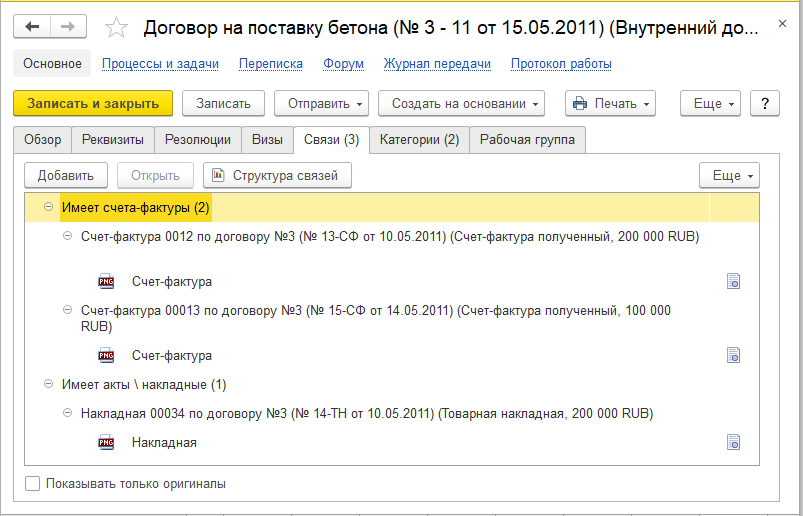 Договор на поставку бетона (№ 3 - 11 от 15.05.2011) (Внутренний до...
Основное Процессы и задачи Переписка Форум Журнал передачи Протокол работы
Записать и закрыть Записать Отправить Создать на основании Печать Еще ?
Обзор Реквизиты Резолюции Визы Связи (3) Категории (2) Рабочая группа
Добавить Открыть Структура связей Еще
Имеет счета-фактуры (2)
Счет-фактура 0012 по договору №3 (№ 13-СФ от 10.05.2011) (Счет-фактура полученный, 200 000 RUB)
PNG Счет-фактура
Счет-фактура 00013 по договору №3 (№ 15-СФ от 14.05.2011) (Счет-фактура полученный, 100 000
RUB)
PNG Счет-фактура
Имеет акты \ накладные (1)
Накладная 00034 по договору №3 (№ 14-ТН от 10.05.2011) (Товарная накладная, 200 000 RUB)
PNG Накладная
Показывать только оригиналы